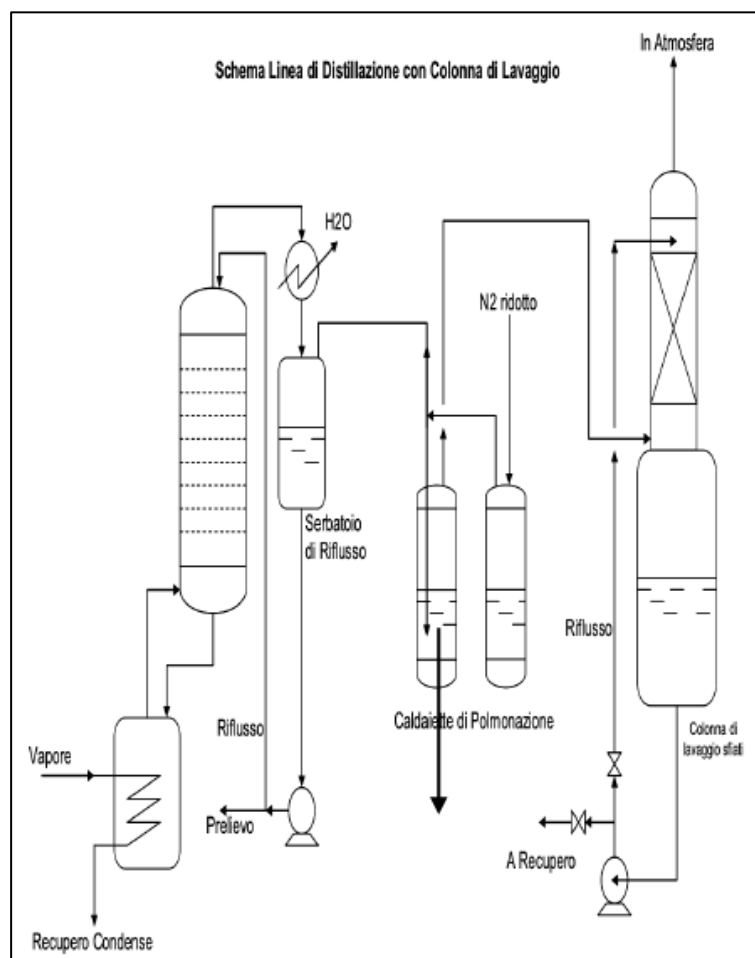 In Atmosfera
Schema Linea di Distillazione con Colonna di Lavaggio
H2O
N2 ridotto
Serbatoio
di Riflusso
Riflusso
Riflusso
Caldaiette di Polmonazione
Colonna di
lavaggio sfiati
Vapore
Prelievo
A Recupero
Recupero Condense